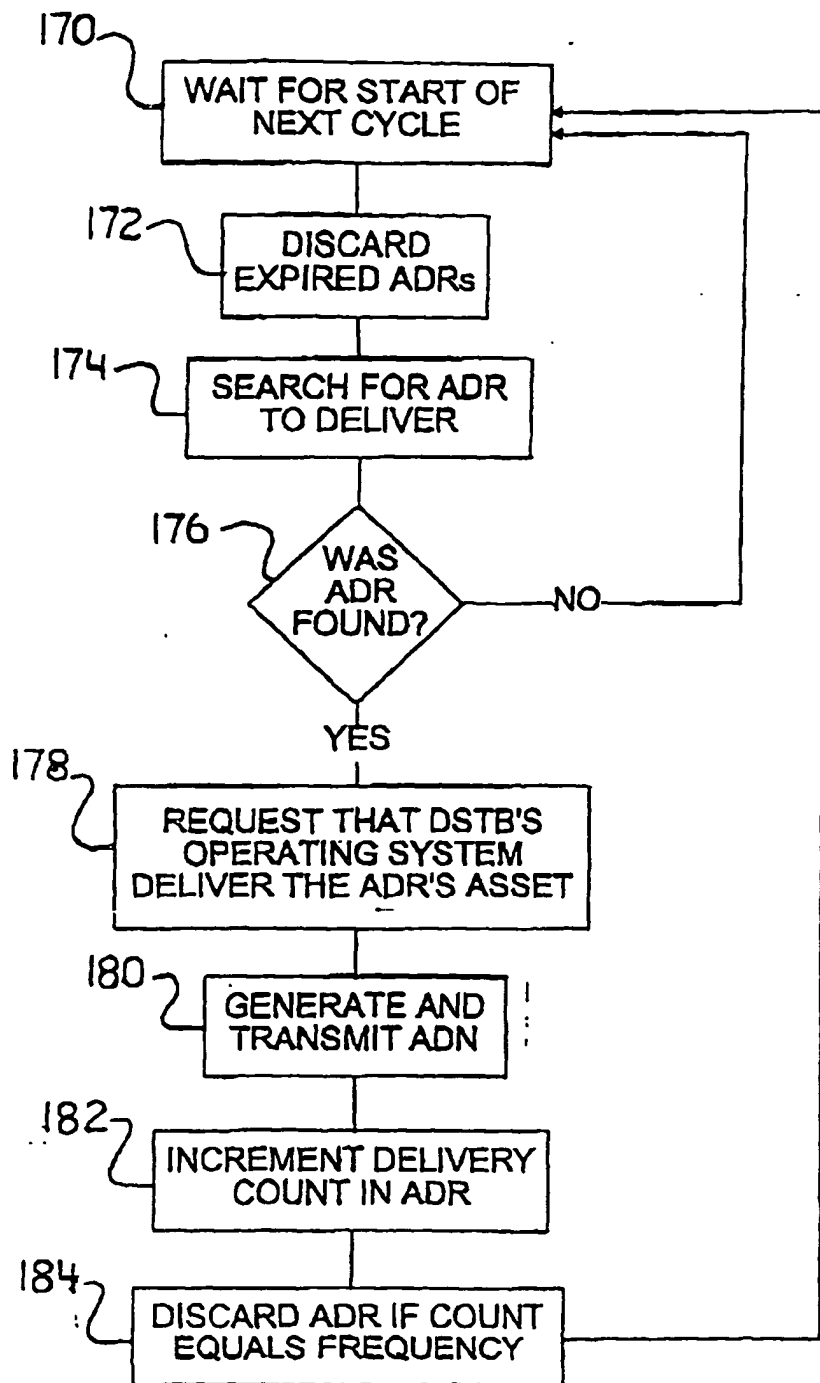 170
WAIT FOR START OF
NEXT CYCLE
172
DISCARD
EXPIRED ADRs
174
SEARCH FOR ADR
TO DELIVER
176
WAS
ADR
FOUND?
NO
YES
178
REQUEST THAT DSTB'S
OPERATING SYSTEM
DELIVER THE ADR'S ASSET
180
GENERATE AND
TRANSMIT ADN
182
INCREMENT DELIVERY
COUNT IN ADR
184
DISCARD ADR IF COUNT
EQUALS FREQUENCY